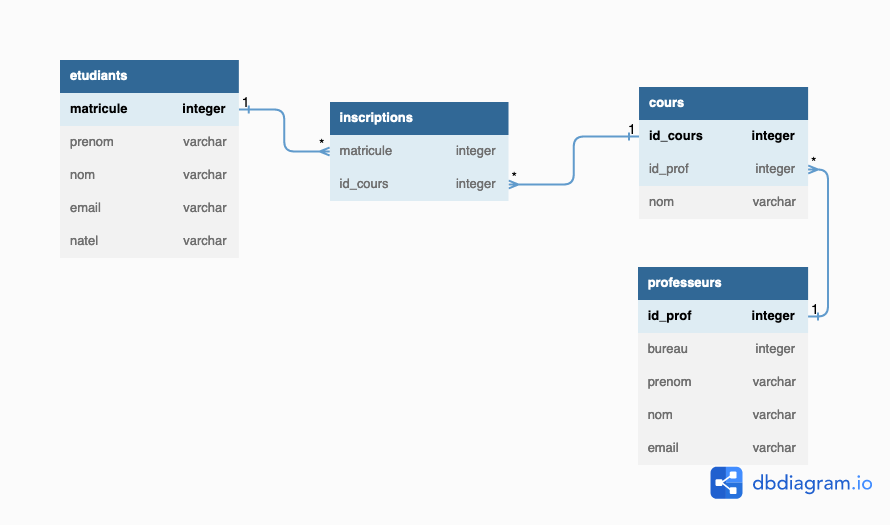 etudiants
matricule integer
prenom varchar
nom varchar
email varchar
natel varchar
1
*
inscriptions
matricule integer
id_cours integer
*
1
cours
id_cours integer
id_prof integer
nom varchar
*
professeurs
id_prof integer
bureau integer
prenom varchar
nom varchar
email varchar
1
dbdiagram.io